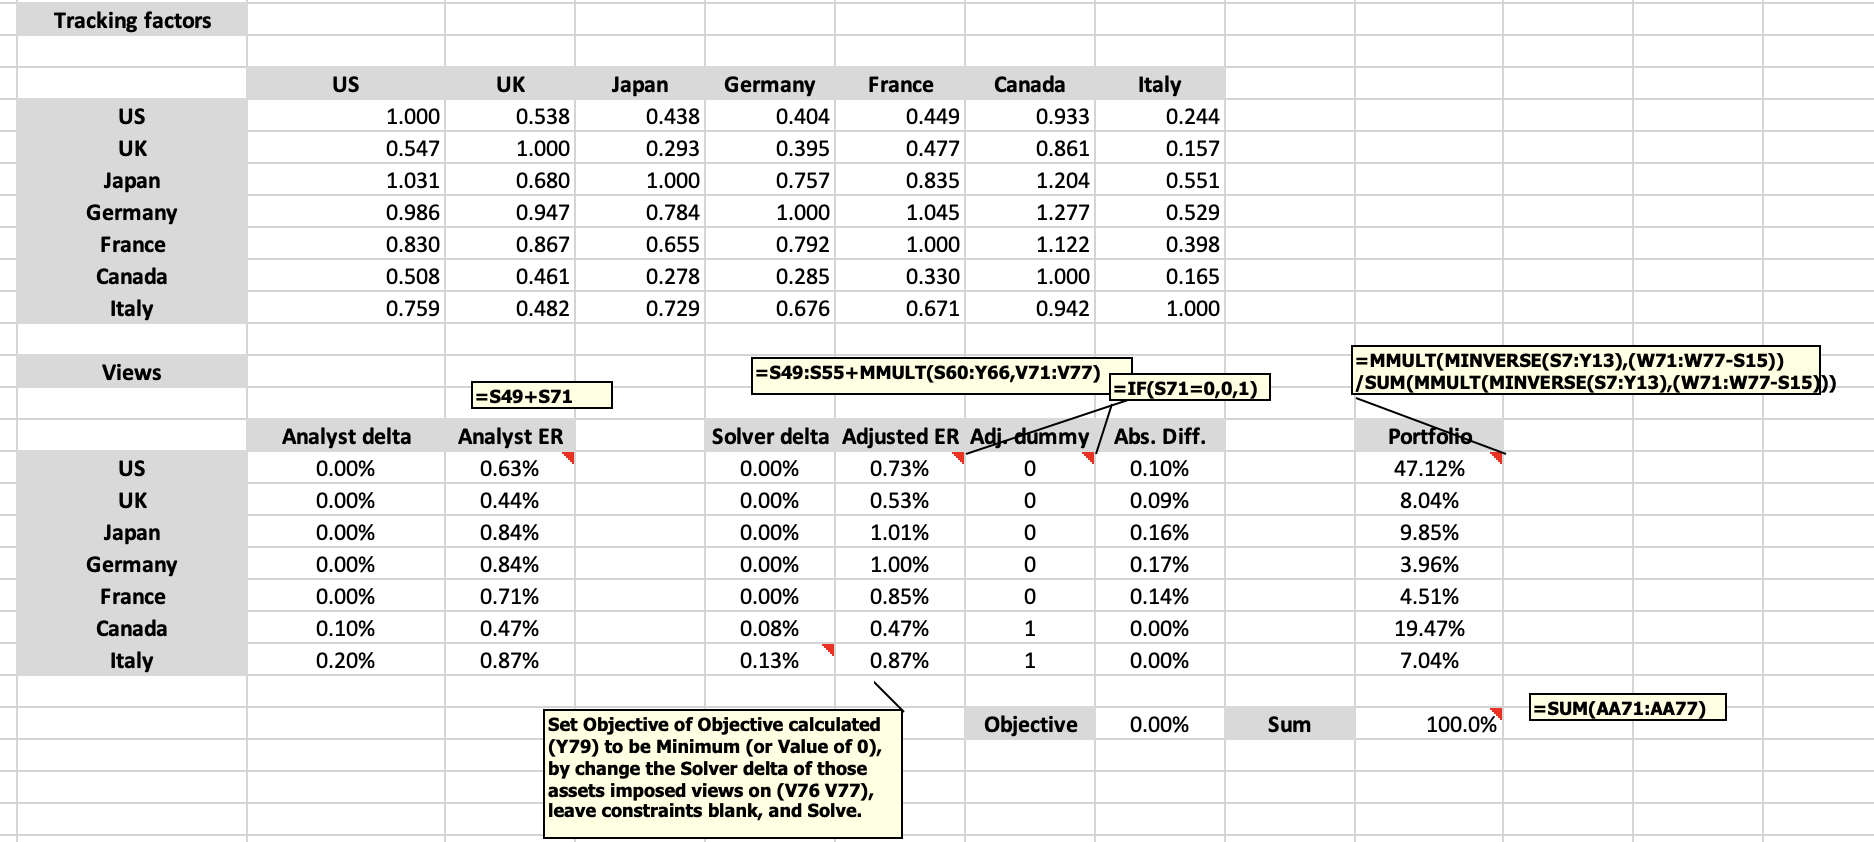 Tracking factors
US UK Japan Germany France Canada Italy
US 1.000 0.538 0.438 0.404 0.449 0.933 0.244
UK 0.547 1.000 0.293 0.395 0.477 0.861 0.157
Japan 1.031 0.680 1.000 0.757 0.835 1.204 0.551
Germany 0.986 0.947 0.784 1.000 1.045 1.277 0.529
France 0.830 0.867 0.655 0.792 1.000 1.122 0.398
Canada 0.508 0.461 0.278 0.285 0.330 1.000 0.165
Italy 0.759 0.482 0.729 0.676 0.671 0.942 1.000
Views
=S49+S71
=S49:S55+MMULT(S60:Y66,V71:V77)
=IF(S71=0,0,1)
=MMULT(MINVERSE(S7:Y13),(W71:W77-S15))
/SUM(MMULT(MINVERSE(S7:Y13),(W71:W77-S15)))
Analyst delta Analyst ER Solver delta Adjusted ER Adj. dummy Abs. Diff. Portfolio
US 0.00% 0.63% 0.00% 0.73% 0 0.10% 47.12%
UK 0.00% 0.44% 0.00% 0.53% 0 0.09% 8.04%
Japan 0.00% 0.84% 0.00% 1.01% 0 0.16% 9.85%
Germany 0.00% 0.84% 0.00% 1.00% 0 0.17% 3.96%
France 0.00% 0.71% 0.00% 0.85% 0 0.14% 4.51%
Canada 0.10% 0.47% 0.08% 0.47% 1 0.00% 19.47%
Italy 0.20% 0.87% 0.13% 0.87% 1 0.00% 7.04%
Set Objective of Objective calculated
(Y79) to be Minimum (or Value of 0),
by change the Solver delta of those
assets imposed views on (V76 V77),
leave constraints blank, and Solve.
Objective 0.00% Sum 100.0%
=SUM(AA71:AA77)